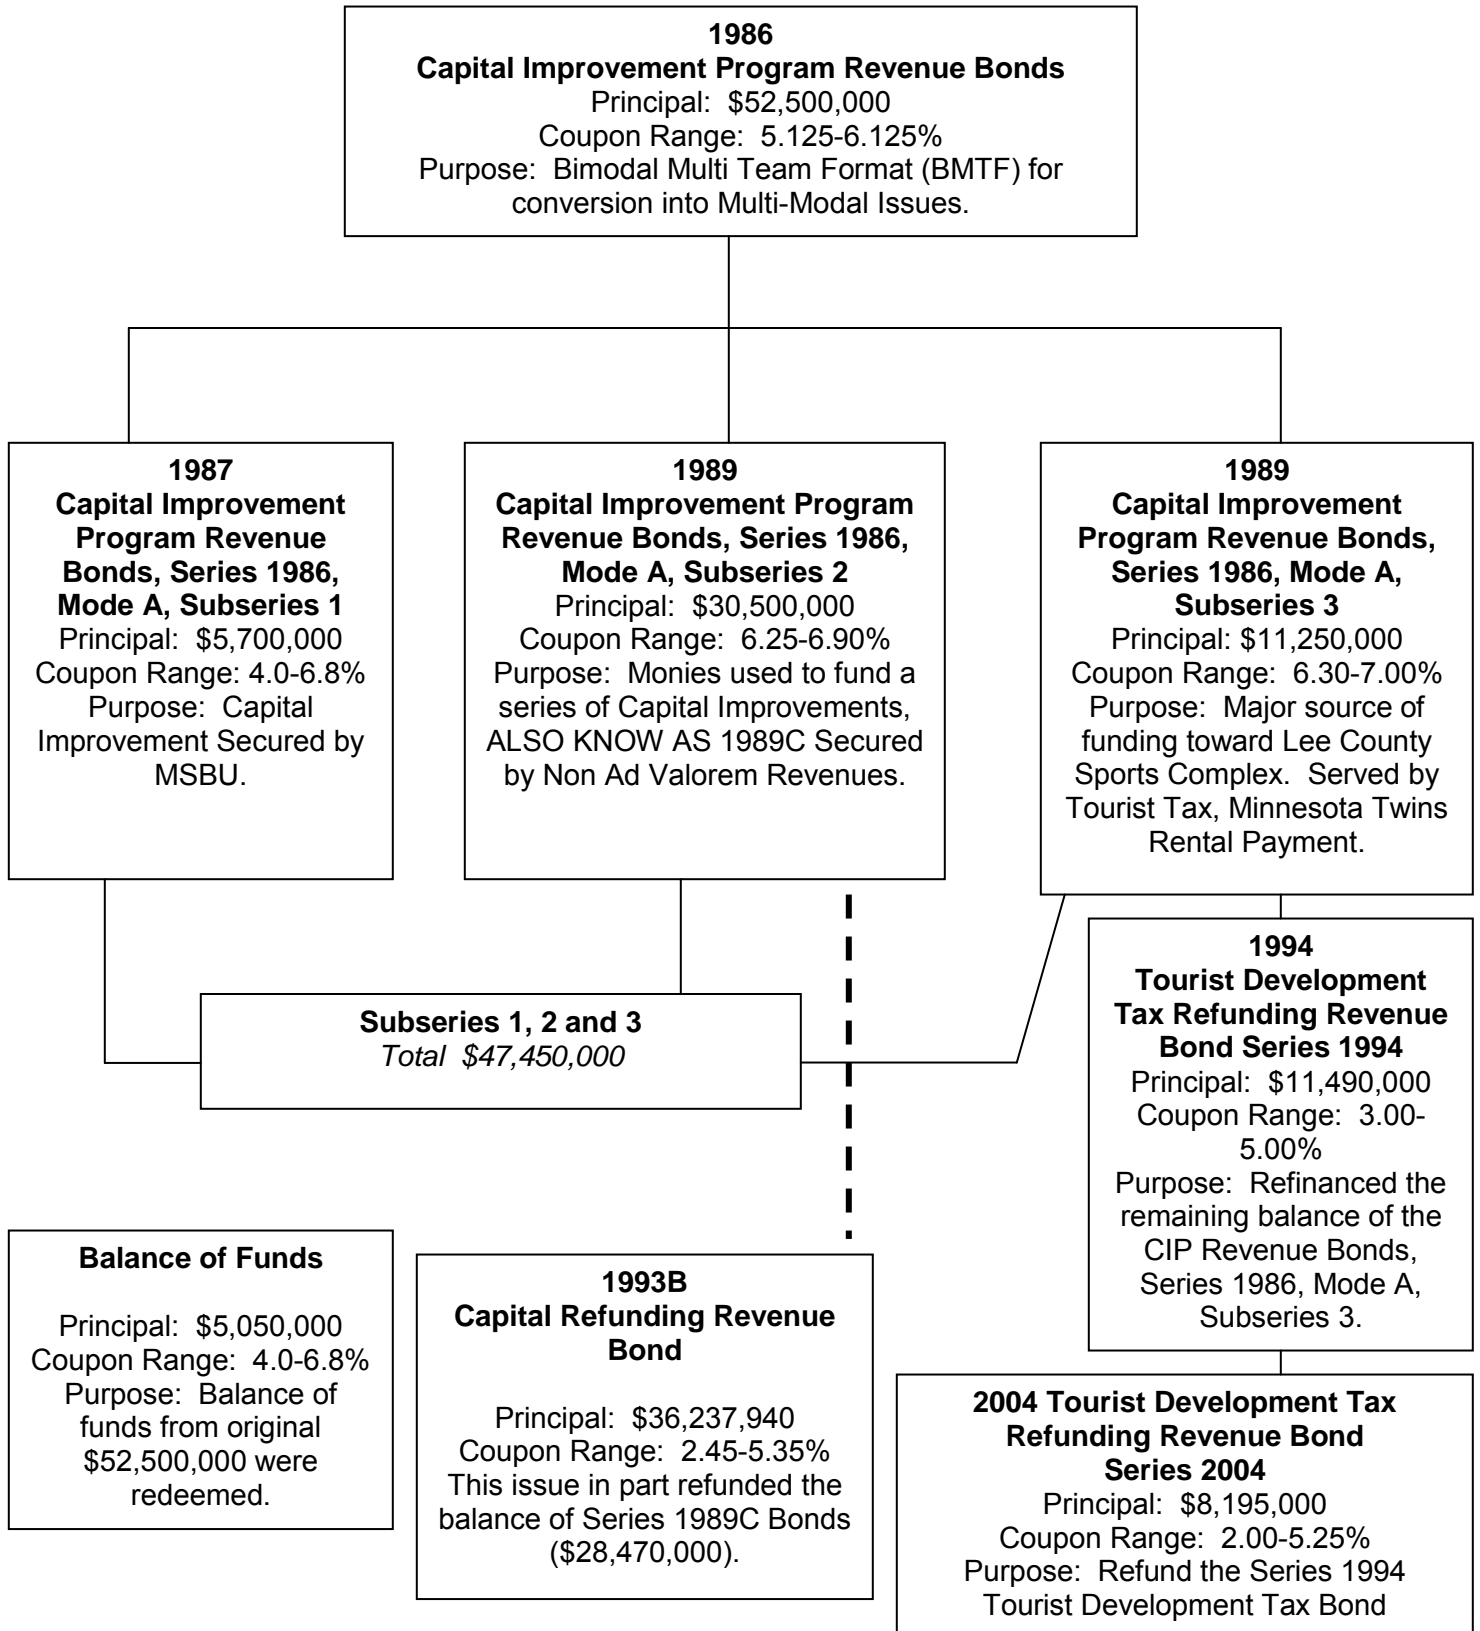 1986
Capital Improvement Program Revenue Bonds
Principal: $52,500,000
Coupon Range: 5.125-6.125%
Purpose: Bimodal Multi Team Format (BMTF) for
conversion into Multi-Modal Issues.
1987
Capital Improvement
Program Revenue
Bonds, Series 1986,
Mode A, Subseries 1
Principal: $5,700,000
Coupon Range: 4.0-6.8%
Purpose: Capital
Improvement Secured by
MSBU.
1989
Capital Improvement Program
Revenue Bonds, Series 1986,
Mode A, Subseries 2
Principal: $30,500,000
Coupon Range: 6.25-6.90%
Purpose: Monies used to fund a
series of Capital Improvements,
ALSO KNOW AS 1989C Secured
by Non Ad Valorem Revenues.
1989
Capital Improvement
Program Revenue Bonds,
Series 1986, Mode A,
Subseries 3
Principal: $11,250,000
Coupon Range: 6.30-7.00%
Purpose: Major source of
funding toward Lee County
Sports Complex. Served by
Tourist Tax, Minnesota Twins
Rental Payment.
Subseries 1, 2 and 3
Total $47,450,000
1994
Tourist Development
Tax Refunding Revenue
Bond Series 1994
Principal: $11,490,000
Coupon Range: 3.00-
5.00%
Purpose: Refinanced the
remaining balance of the
CIP Revenue Bonds,
Series 1986, Mode A,
Subseries 3.
Balance of Funds
Principal: $5,050,000
Coupon Range: 4.0-6.8%
Purpose: Balance of
funds from original
$52,500,000 were
redeemed.
1993B
Capital Refunding Revenue
Bond
Principal: $36,237,940
Coupon Range: 2.45-5.35%
This issue in part refunded the
balance of Series 1989C Bonds
($28,470,000).
2004 Tourist Development Tax
Refunding Revenue Bond
Series 2004
Principal: $8,195,000
Coupon Range: 2.00-5.25%
Purpose: Refund the Series 1994
Tourist Development Tax Bond